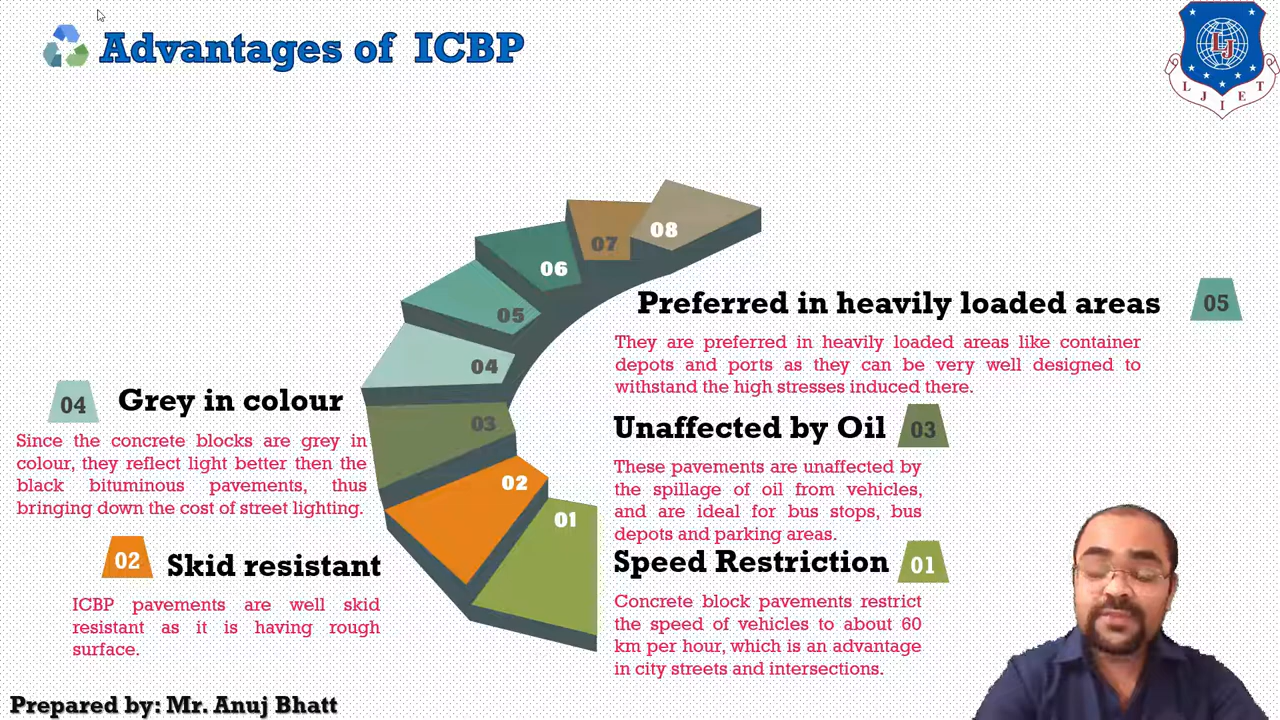 Advantages of ICBP
L J I E T
LJ
08
07
06
05
04
03
02
01
Preferred in heavily loaded areas
05
They are preferred in heavily loaded areas like container
depots and ports as they can be very well designed to
withstand the high stresses induced there.
04
Grey in colour
Since the concrete blocks are grey in
colour, they reflect light better then the
black bituminous pavements, thus
bringing down the cost of street lighting.
Unaffected by Oil
03
These pavements are unaffected by
the spillage of oil from vehicles,
and are ideal for bus stops, bus
depots and parking areas.
02
Skid resistant
ICBP pavements are well skid
resistant as it is having rough
surface.
Speed Restriction
01
Concrete block pavements restrict
the speed of vehicles to about 60
km per hour, which is an advantage
in city streets and intersections.
Prepared by: Mr. Anuj Bhatt